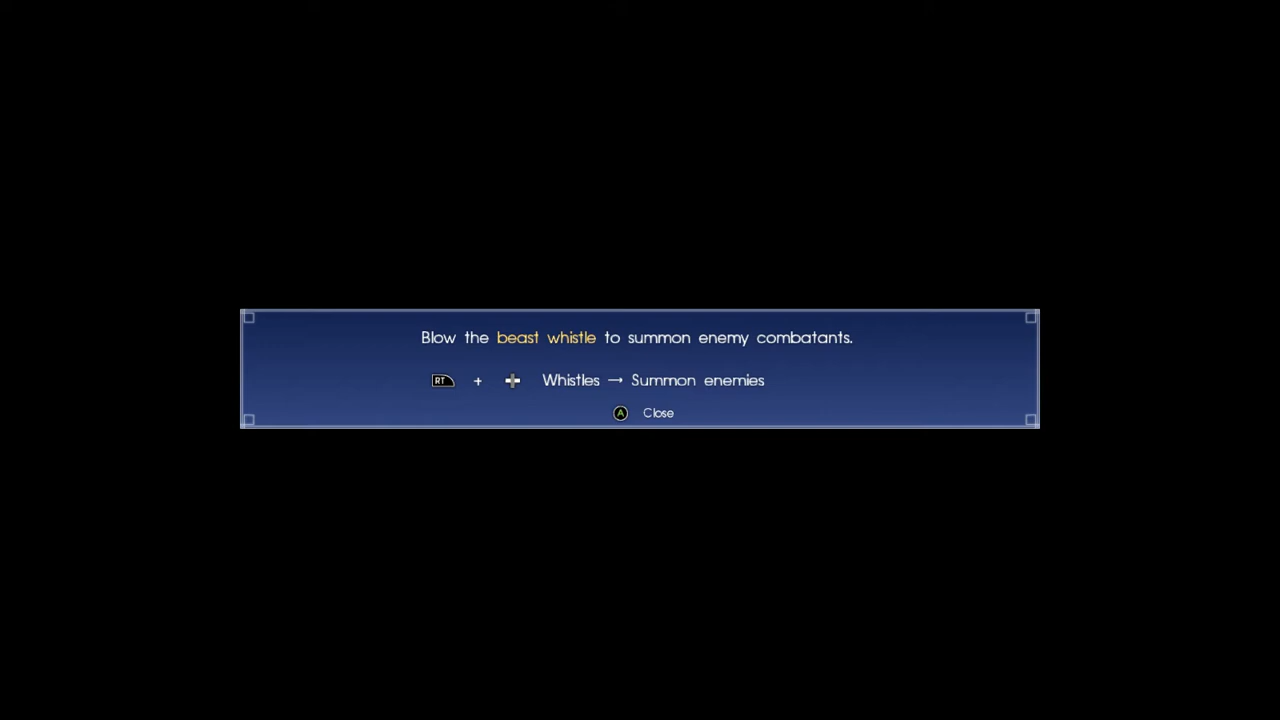 Blow the beast whistle to summon enemy combatants.
RT + Whistles → Summon enemies
A Close